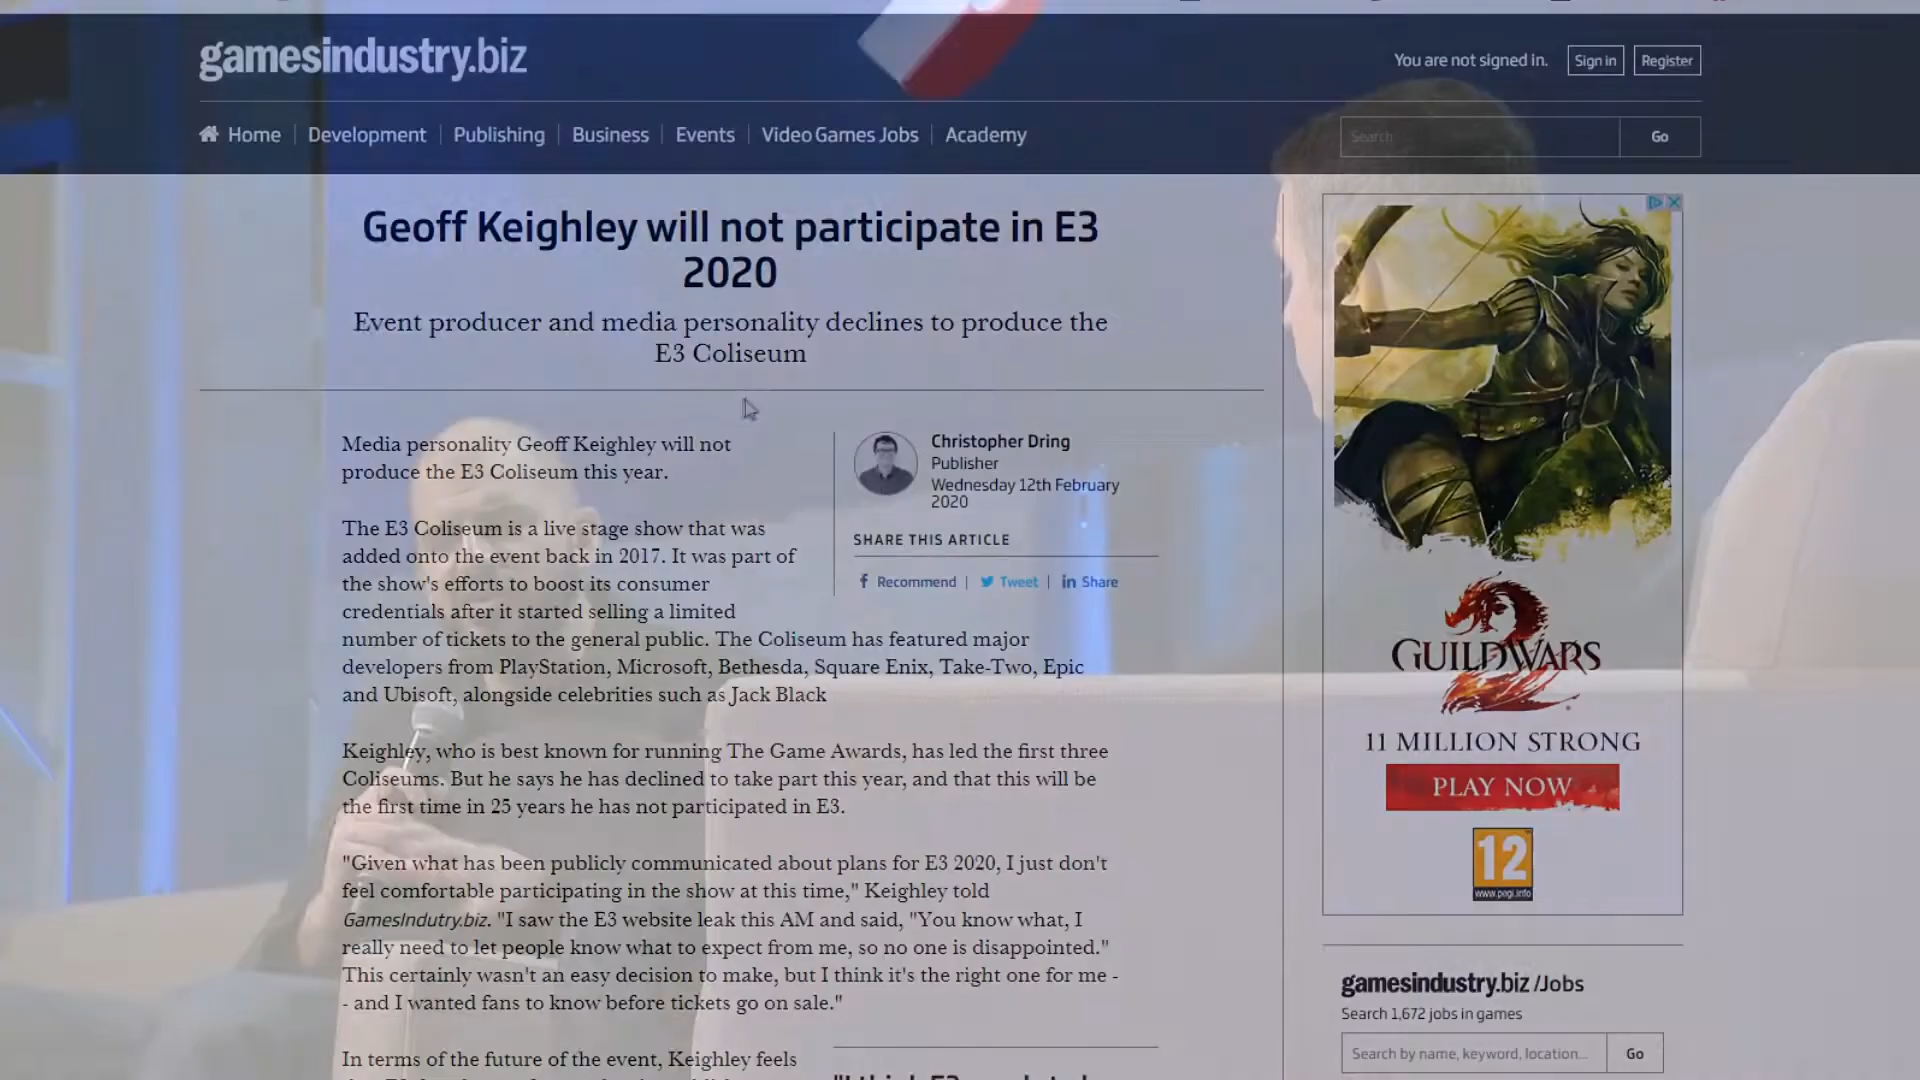 gamesindustry.biz
You are not signed in.
Sign in
Register
Home
Development
Publishing
Business
Events
Video Games Jobs
Academy
Search
Go
Geoff Keighley will not participate in E3
2020
Event producer and media personality declines to produce the
E3 Coliseum
Media personality Geoff Keighley will not
produce the E3 Coliseum this year.
Christopher Dring
Publisher
Wednesday 12th February
2020
SHARE THIS ARTICLE
Recommend
Tweet
Share
The E3 Coliseum is a live stage show that was
added onto the event back in 2017. It was part of
the show's efforts to boost its consumer
credentials after it started selling a limited
number of tickets to the general public. The Coliseum has featured major
developers from PlayStation, Microsoft, Bethesda, Square Enix, Take-Two, Epic
and Ubisoft, alongside celebrities such as Jack Black
Keighley, who is best known for running The Game Awards, has led the first three
Coliseums. But he says he has declined to take part this year, and that this will be
the first time in 25 years he has not participated in E3.
"Given what has been publicly communicated about plans for E3 2020, I just don't
feel comfortable participating in the show at this time," Keighley told
GamesIndutry.biz. "I saw the E3 website leak this AM and said, "You know what, I
really need to let people know what to expect from me, so no one is disappointed."
This certainly wasn't an easy decision to make, but I think it's the right one for me -
- and I wanted fans to know before tickets go on sale."
In terms of the future of the event, Keighley feels
GUILD WARS
2
11 MILLION STRONG
PLAY NOW
12
www.pegi.info
gamesindustry.biz /Jobs
Search 1,672 jobs in games
Search by name, keyword, location...
Go